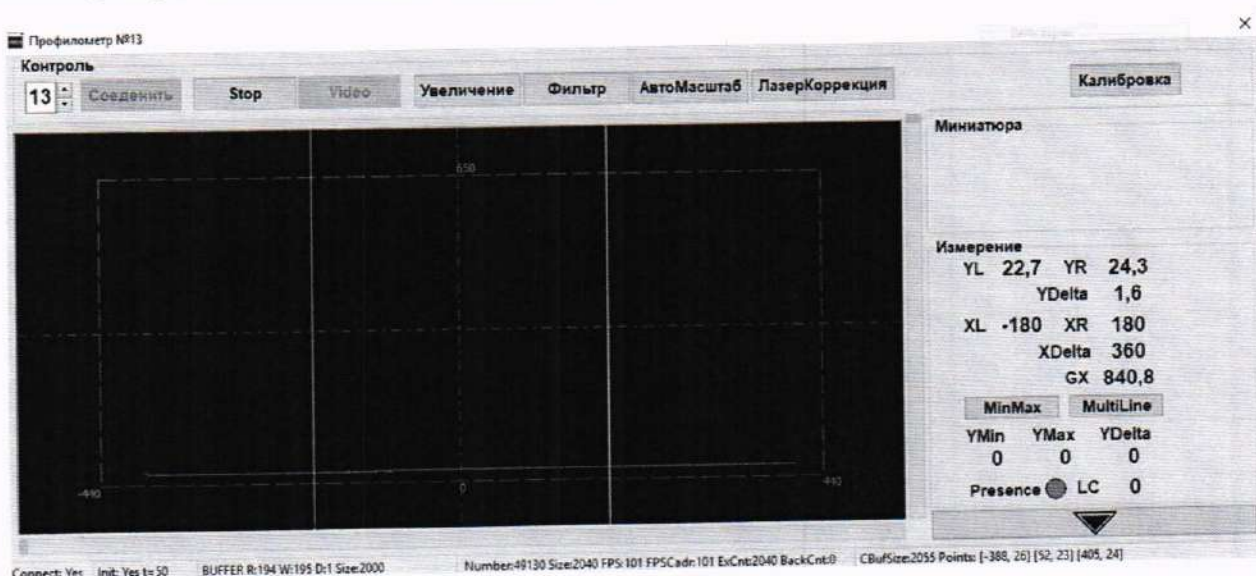 Профилометр №13
Контроль
13 Соеденить Stop Video Увеличение Фильтр АвтоМасштаб ЛазерКоррекция Калибровка
Миниатюра
650
Измерение
YL 22,7 YR 24,3
YDelta 1,6
XL -180 XR 180
XDelta 360
GX 840,8
MinMax MultiLine
YMin YMax YDelta
0 0 0
-440 0 440
Presence LC 0
Connect: Yes Init: Yes t=50 BUFFER R:194 W:195 D:1 Size:2000 Number:49130 Size:2040 FPS:101 FPSCadr:101 ExCnt:2040 BackCnt:0 CBufSize:2055 Points: [-388, 26] [52, 23] [405, 24]